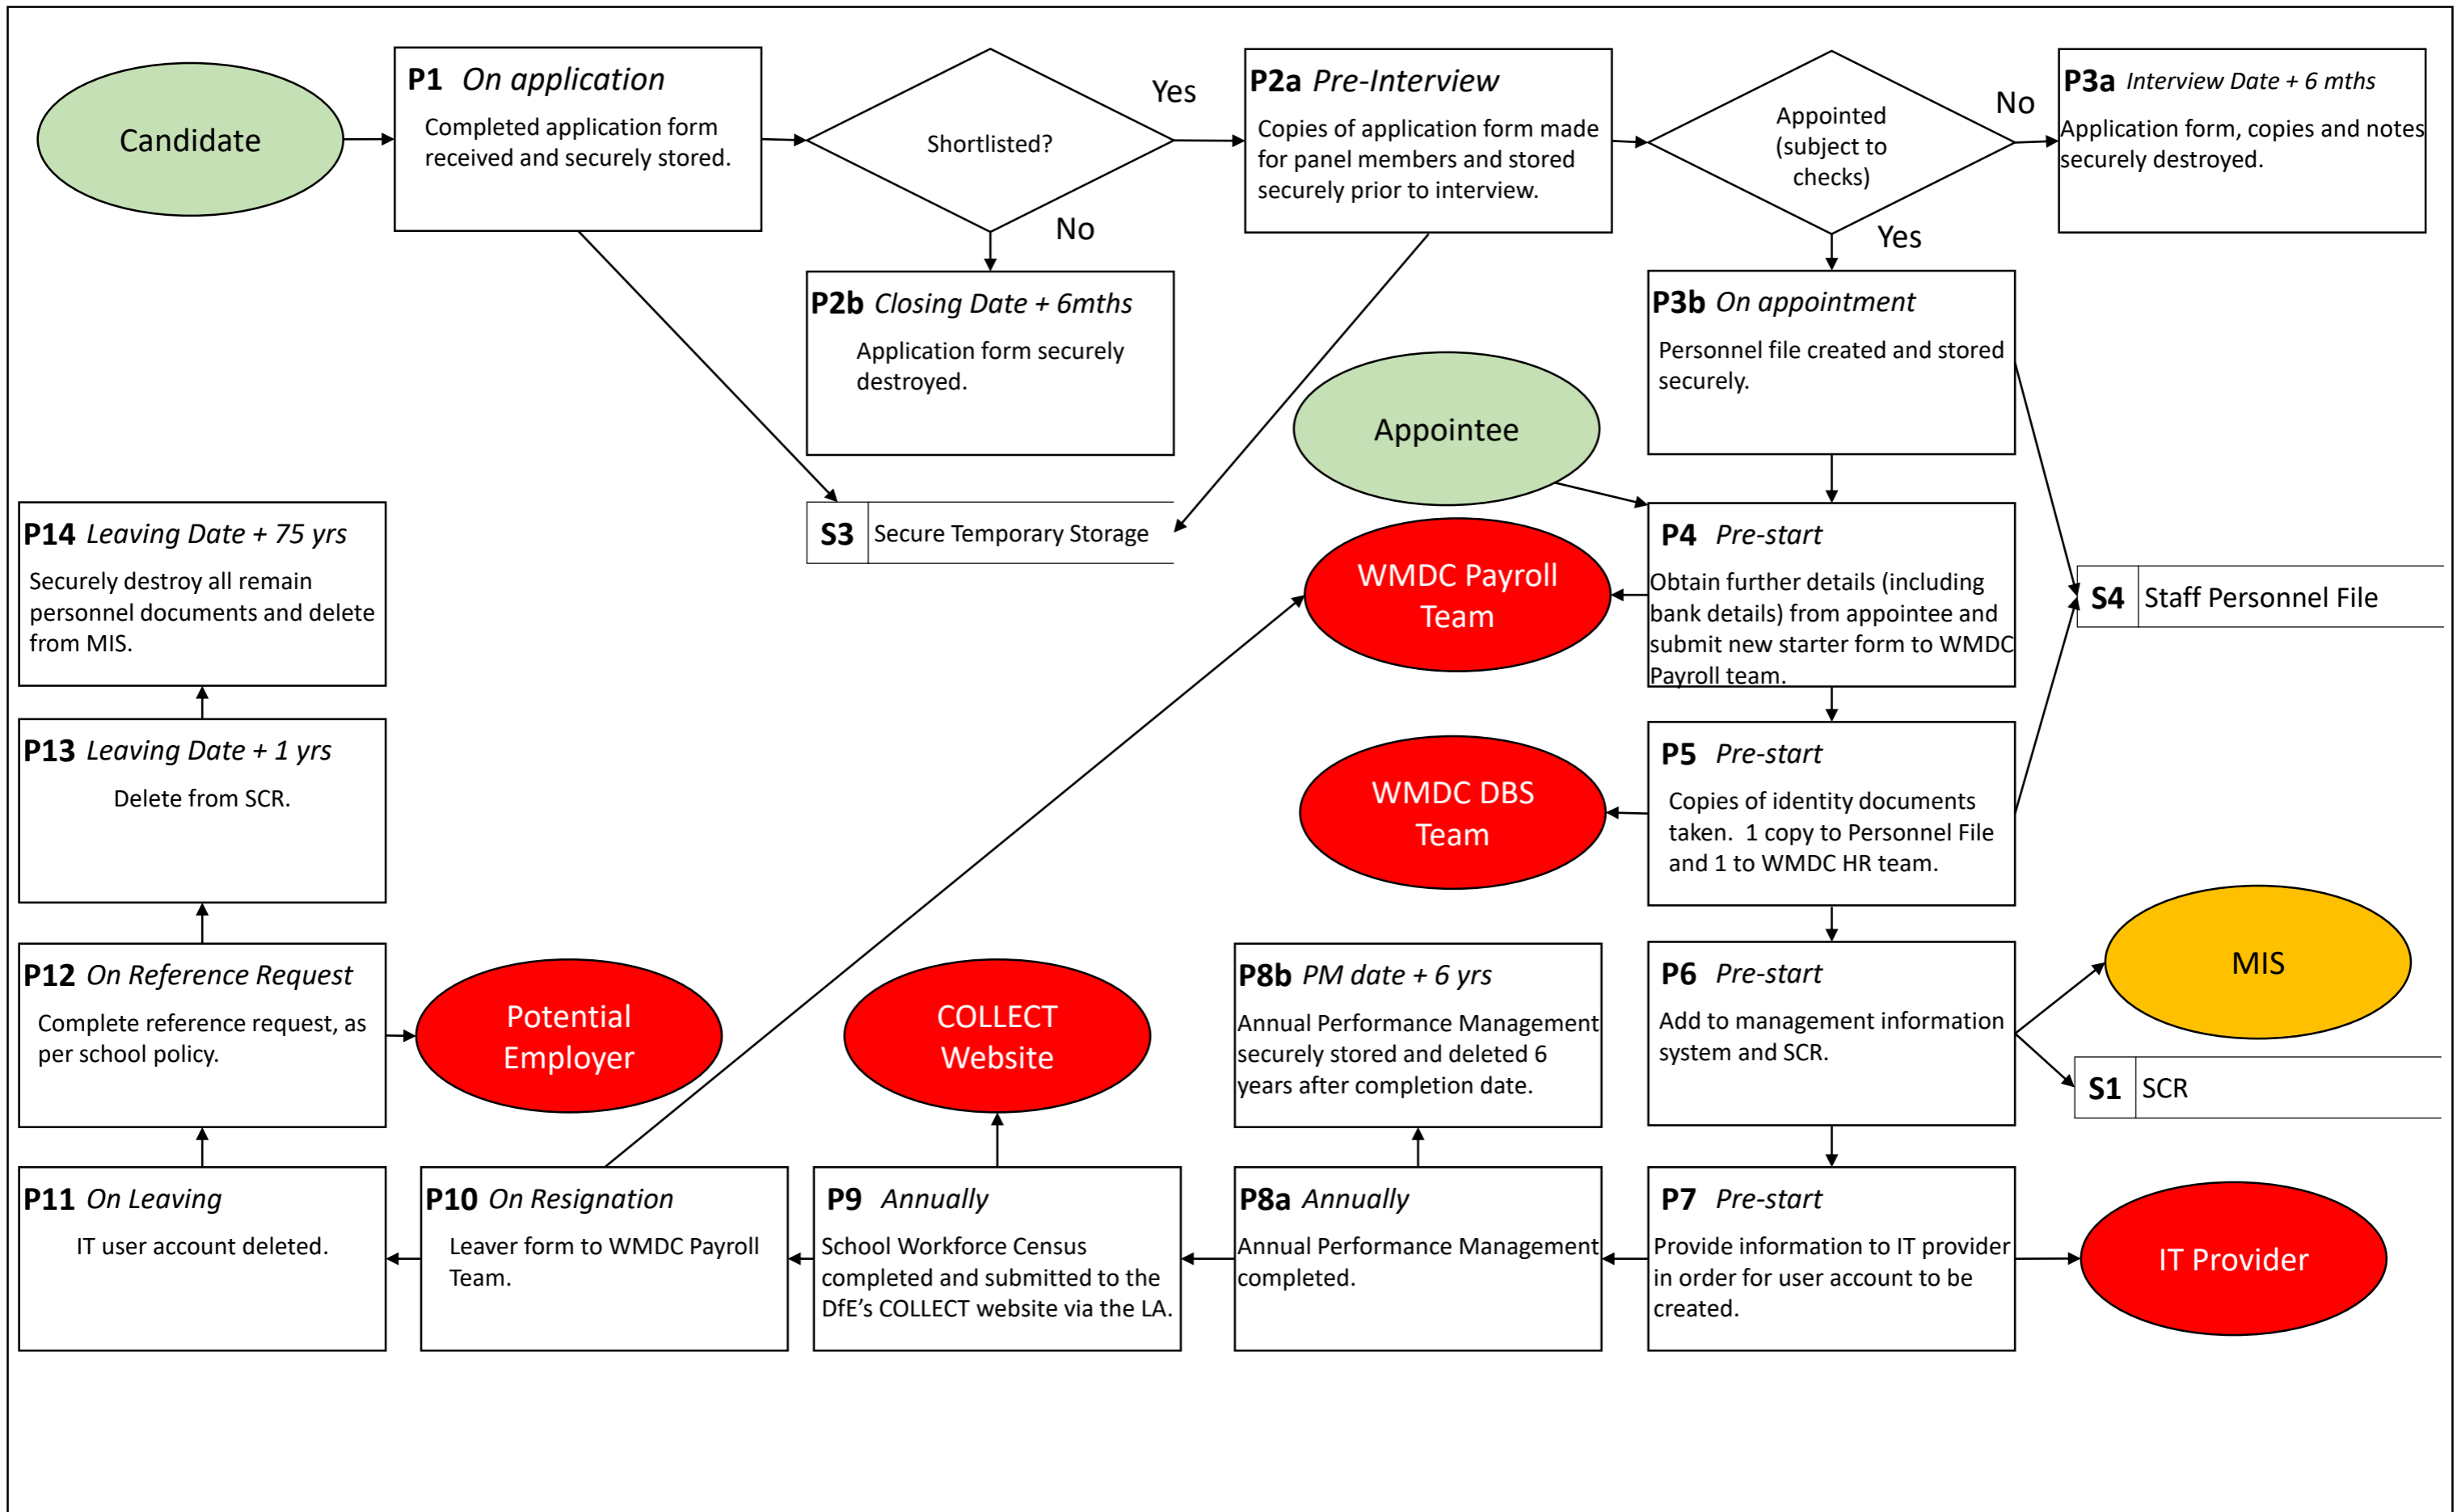 Candidate
P1 On application
Completed application form
received and securely stored.
Shortlisted?
Yes
No
P2a Pre-Interview
Copies of application form made
for panel members and stored
securely prior to interview.
Appointed
(subject to
checks)
No
Yes
P3a Interview Date + 6 mths
Application form, copies and notes
securely destroyed.
P2b Closing Date + 6mths
Application form securely
destroyed.
P3b On appointment
Personnel file created and stored
securely.
Appointee
S3 Secure Temporary Storage
P4 Pre-start
Obtain further details (including
bank details) from appointee and
submit new starter form to WMDC
Payroll team.
WMDC Payroll
Team
S4 Staff Personnel File
P5 Pre-start
Copies of identity documents
taken. 1 copy to Personnel File
and 1 to WMDC HR team.
WMDC DBS
Team
P6 Pre-start
Add to management information
system and SCR.
MIS
S1 SCR
P7 Pre-start
Provide information to IT provider
in order for user account to be
created.
IT Provider
P8a Annually
Annual Performance Management
completed.
P8b PM date + 6 yrs
Annual Performance Management
securely stored and deleted 6
years after completion date.
P9 Annually
School Workforce Census
completed and submitted to the
DfE’s COLLECT website via the LA.
COLLECT
Website
P10 On Resignation
Leaver form to WMDC Payroll
Team.
P11 On Leaving
IT user account deleted.
P12 On Reference Request
Complete reference request, as
per school policy.
Potential
Employer
P13 Leaving Date + 1 yrs
Delete from SCR.
P14 Leaving Date + 75 yrs
Securely destroy all remain
personnel documents and delete
from MIS.